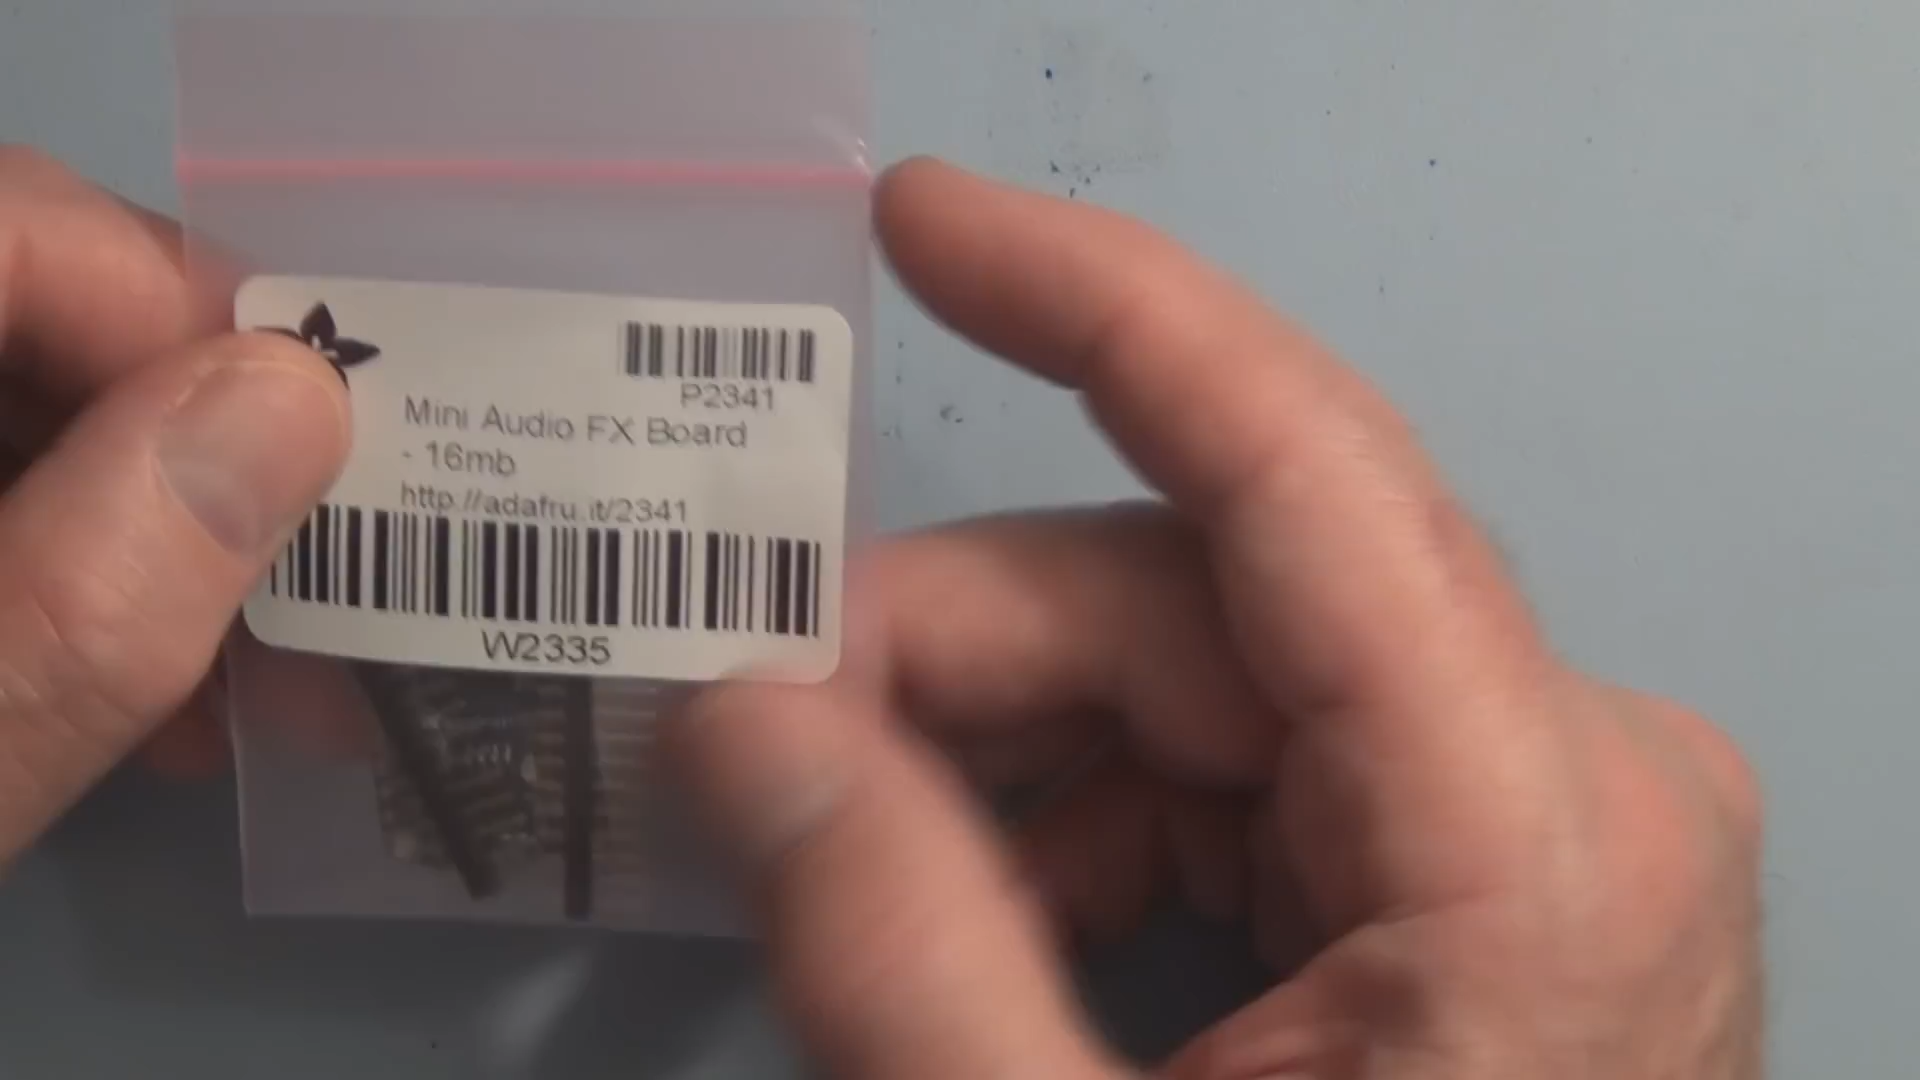 P2341
Mini Audio FX Board
- 16mb
http://adafru.it/2341
W2335